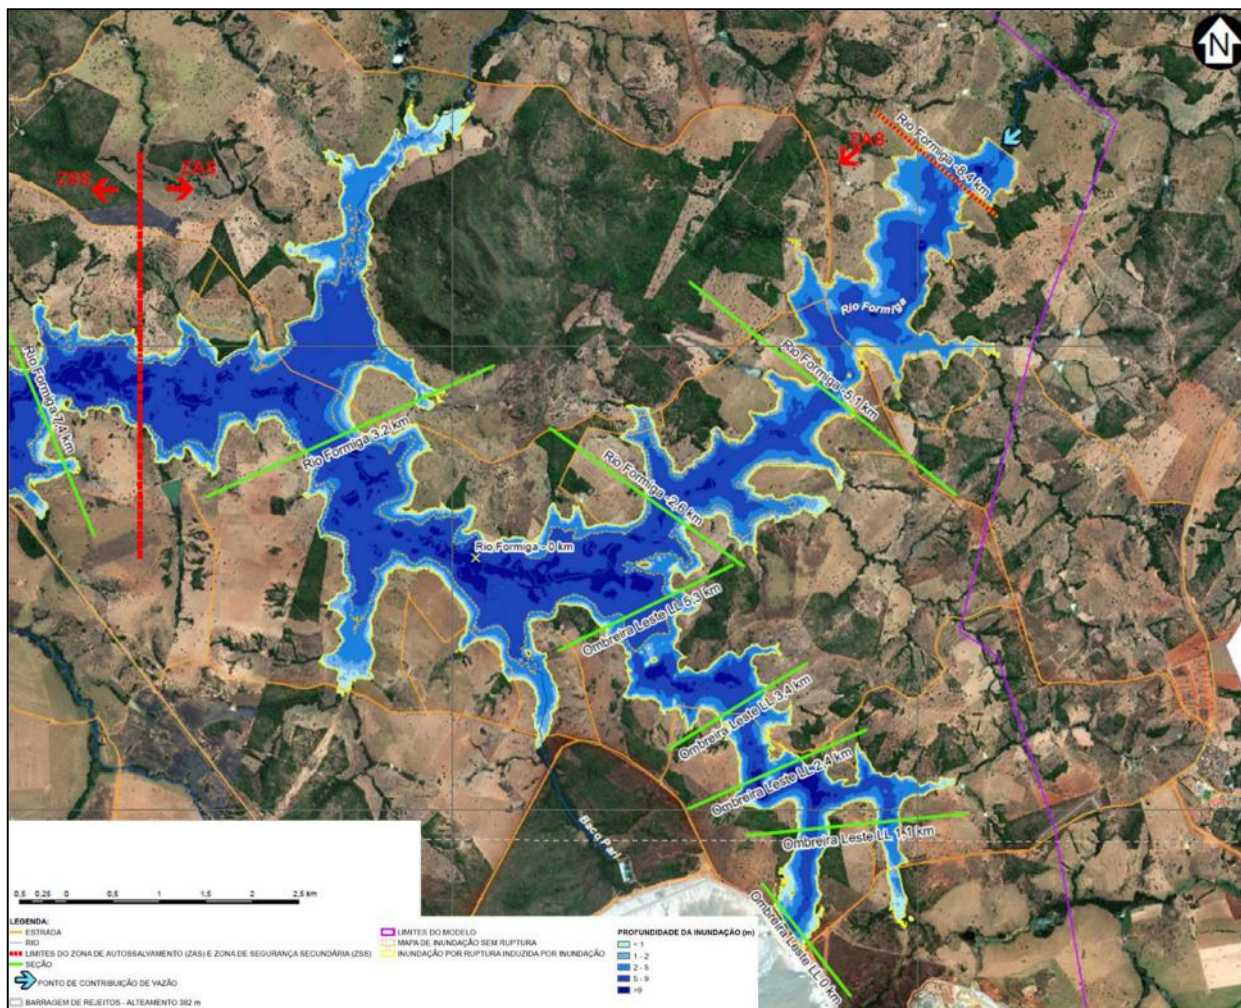 N
Rio Formiga -8,4 km
ZAS
ZSS
ZAS
Rio Formiga
Rio Formiga -5,1 km
Rio Formiga 7,4 km
Rio Formiga 3,2 km
Rio Formiga -2,6 km
Rio Formiga - 0 km
Ombreira Leste LL 5,3 km
Ombreira Leste LL 3,4 km
Ombreira Leste LL 2,4 km
Ombreira Leste LL 1,1 km
Ombreira Leste LL 0 km
0,5 0,25 0 0,5 1 1,5 2 2,5 km
LEGENDA:
ESTRADA
RIO
LIMITES DO ZONA DE AUTOSSALVAMENTO (ZAS) E ZONA DE SEGURANÇA SECUNDÁRIA (ZSS)
SEÇÃO
PONTO DE CONTRIBUIÇÃO DE VAZÃO
BARRAGEM DE REJEITOS - ALTEAMENTO 382 m
LIMITES DO MODELO
MAPA DE INUNDAÇÃO SEM RUPTURA
INUNDAÇÃO POR RUPTURA INDUZIDA POR INUNDAÇÃO
PROFUNDIDADE DA INUNDAÇÃO (m)
< 1
1 - 2
2 - 5
5 - 9
>9